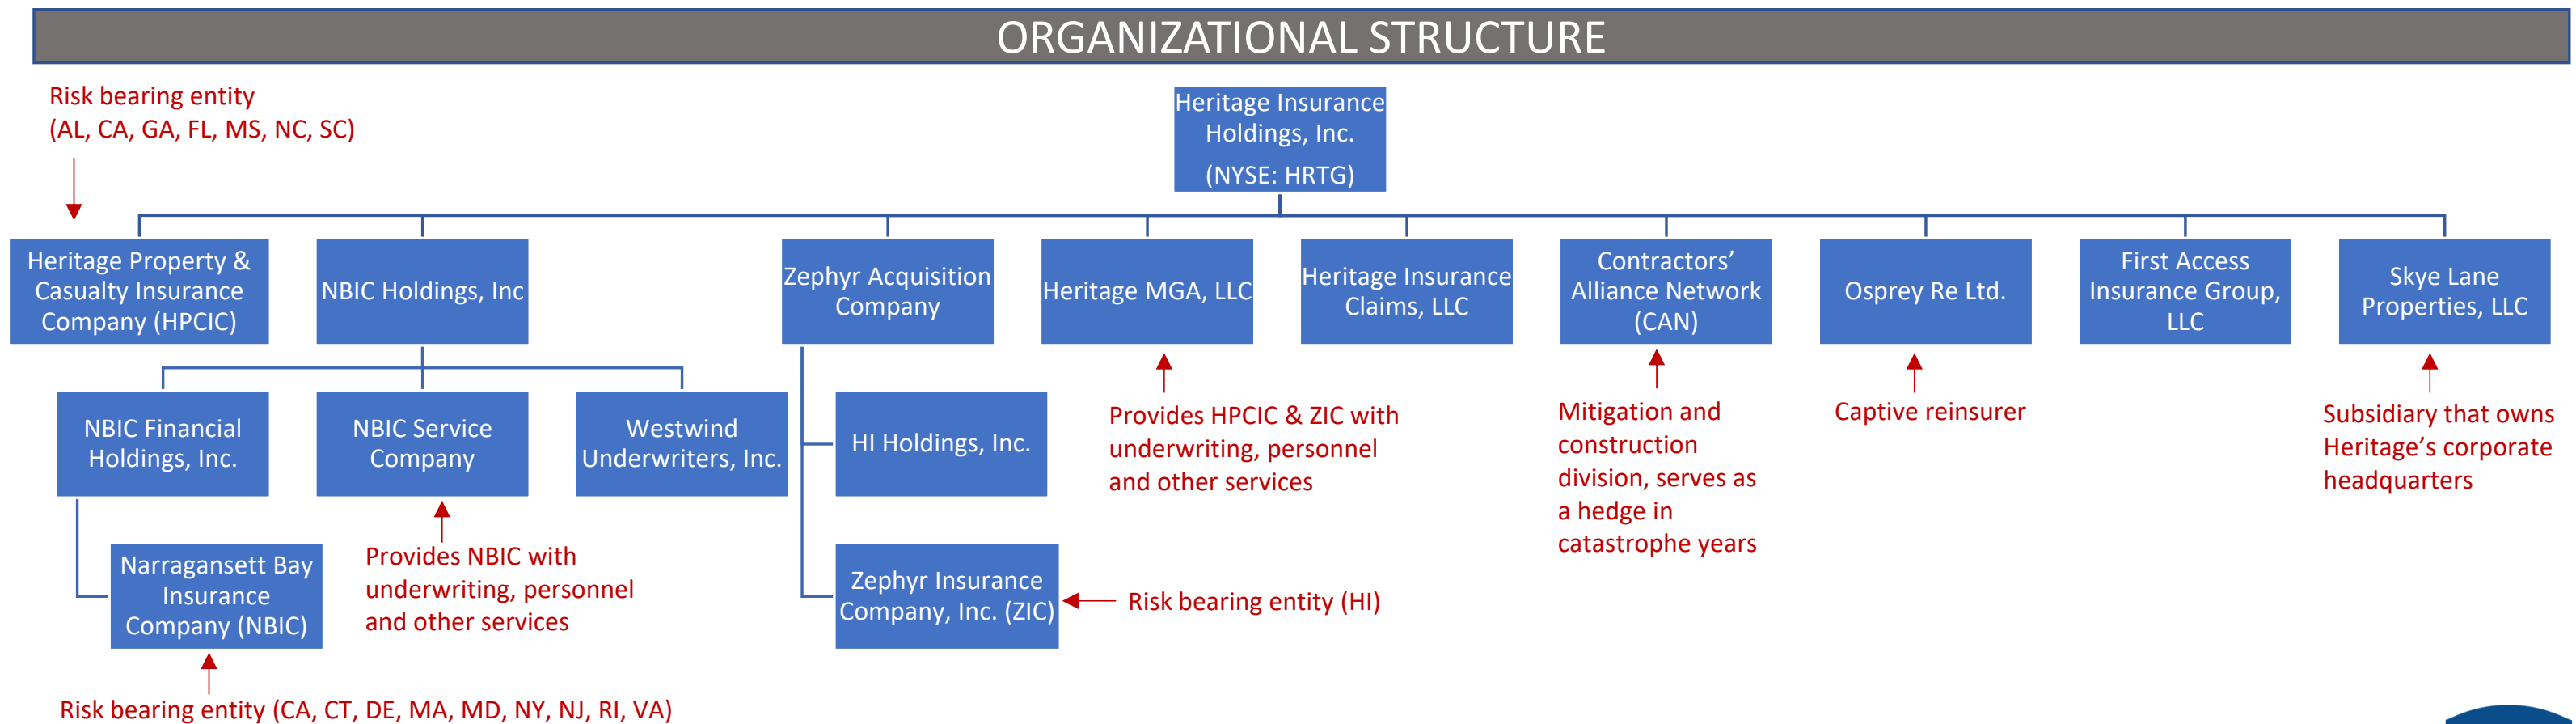 ORGANIZATIONAL STRUCTURE
Risk bearing entity
(AL, CA, GA, FL, MS, NC, SC)
Heritage Insurance
Holdings, Inc.
(NYSE: HRTG)
Heritage Property &
Casualty Insurance
Company (HPCIC)
NBIC Holdings, Inc
Zephyr Acquisition
Company
Heritage MGA, LLC
Heritage Insurance
Claims, LLC
Contractors’
Alliance Network
(CAN)
Osprey Re Ltd.
First Access
Insurance Group,
LLC
Skye Lane
Properties, LLC
NBIC Financial
Holdings, Inc.
NBIC Service
Company
Westwind
Underwriters, Inc.
HI Holdings, Inc.
Provides HPCIC & ZIC with
underwriting, personnel
and other services
Mitigation and
construction
division, serves as
a hedge in
catastrophe years
Captive reinsurer
Subsidiary that owns
Heritage’s corporate
headquarters
Narragansett Bay
Insurance
Company (NBIC)
Provides NBIC with
underwriting, personnel
and other services
Zephyr Insurance
Company, Inc. (ZIC)
Risk bearing entity (HI)
Risk bearing entity (CA, CT, DE, MA, MD, NY, NJ, RI, VA)